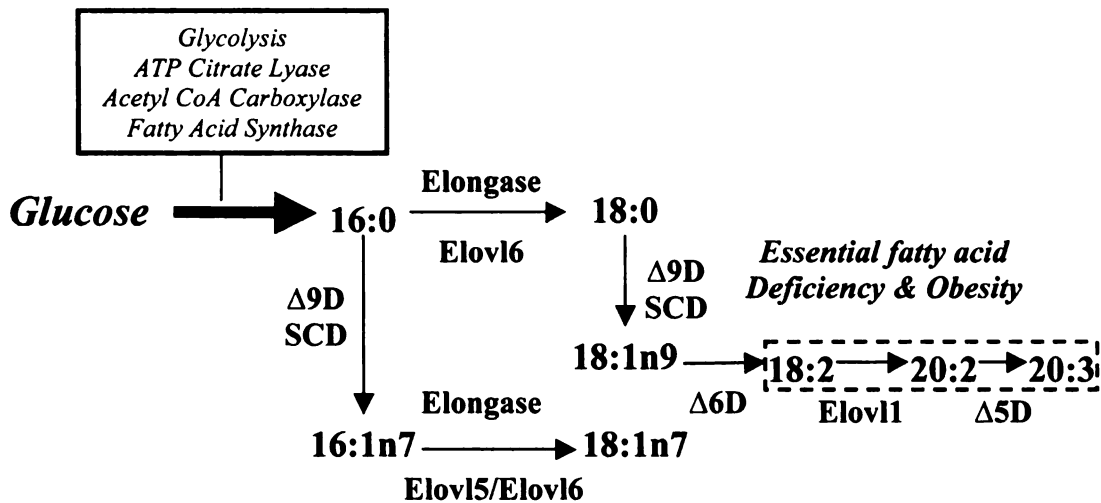 Glycolysis
ATP Citrate Lyase
Acetyl CoA Carboxylase
Fatty Acid Synthase
Glucose
16:0
Elongase
Elovl6
18:0
Δ9D
SCD
Δ9D
SCD
Essential fatty acid
Deficiency & Obesity
18:1n9
Δ6D
18:2
20:2
20:3
Elovl1
Δ5D
16:1n7
Elongase
Elovl5/Elovl6
18:1n7